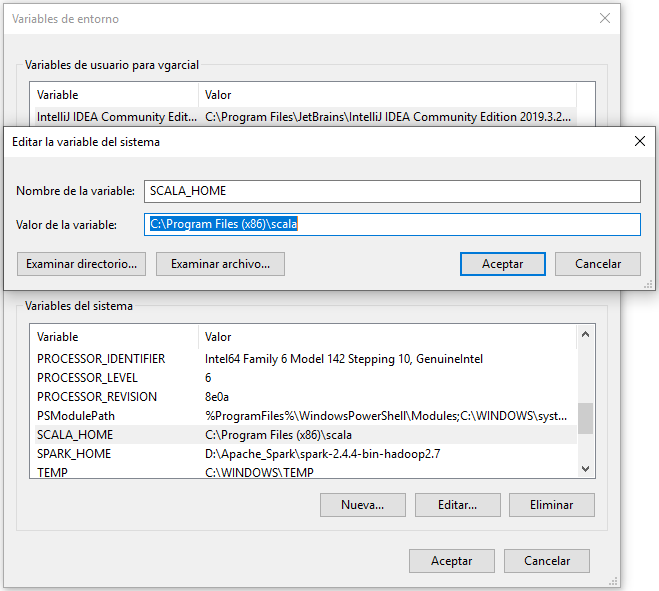 Variables de entorno
Variables de usuario para vgarcial
Variable Valor
IntelliJ IDEA Community Edit... C:\Program Files\JetBrains\IntelliJ IDEA Community Edition 2019.3.2...
Editar la variable del sistema
Nombre de la variable: SCALA_HOME
Valor de la variable: C:\Program Files (x86)\scala
Examinar directorio... Examinar archivo... Aceptar Cancelar
Variables del sistema
Variable Valor
PROCESSOR_IDENTIFIER Intel64 Family 6 Model 142 Stepping 10, GenuineIntel
PROCESSOR_LEVEL 6
PROCESSOR_REVISION 8e0a
PSModulePath %ProgramFiles%\WindowsPowerShell\Modules;C:\WINDOWS\syst...
SCALA_HOME C:\Program Files (x86)\scala
SPARK_HOME D:\Apache_Spark\spark-2.4.4-bin-hadoop2.7
TEMP C:\WINDOWS\TEMP
Nueva... Editar... Eliminar
Aceptar Cancelar